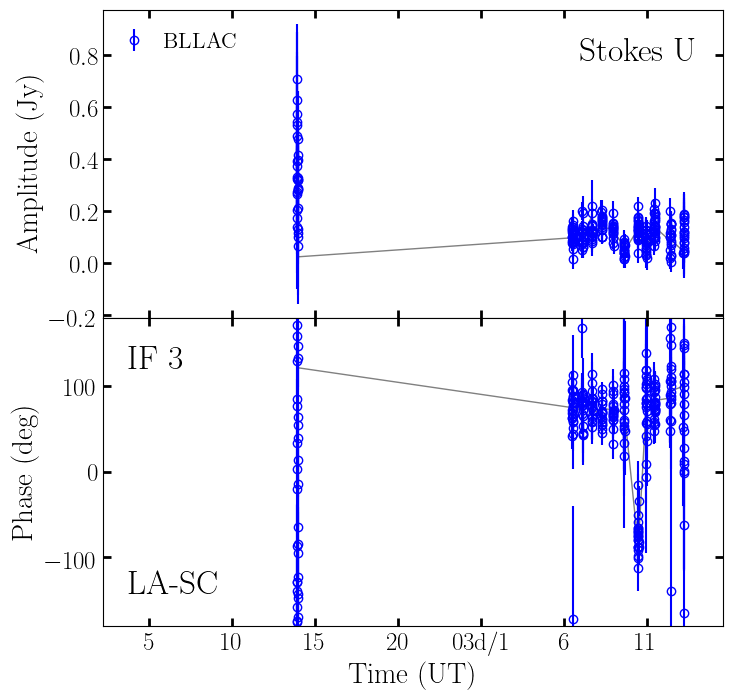 BLLAC
Stokes U
Amplitude (Jy)
0.8
0.6
0.4
0.2
0.0
−0.2
IF 3
Phase (deg)
100
0
−100
LA-SC
5 10 15 20 03d/1 6 11
Time (UT)